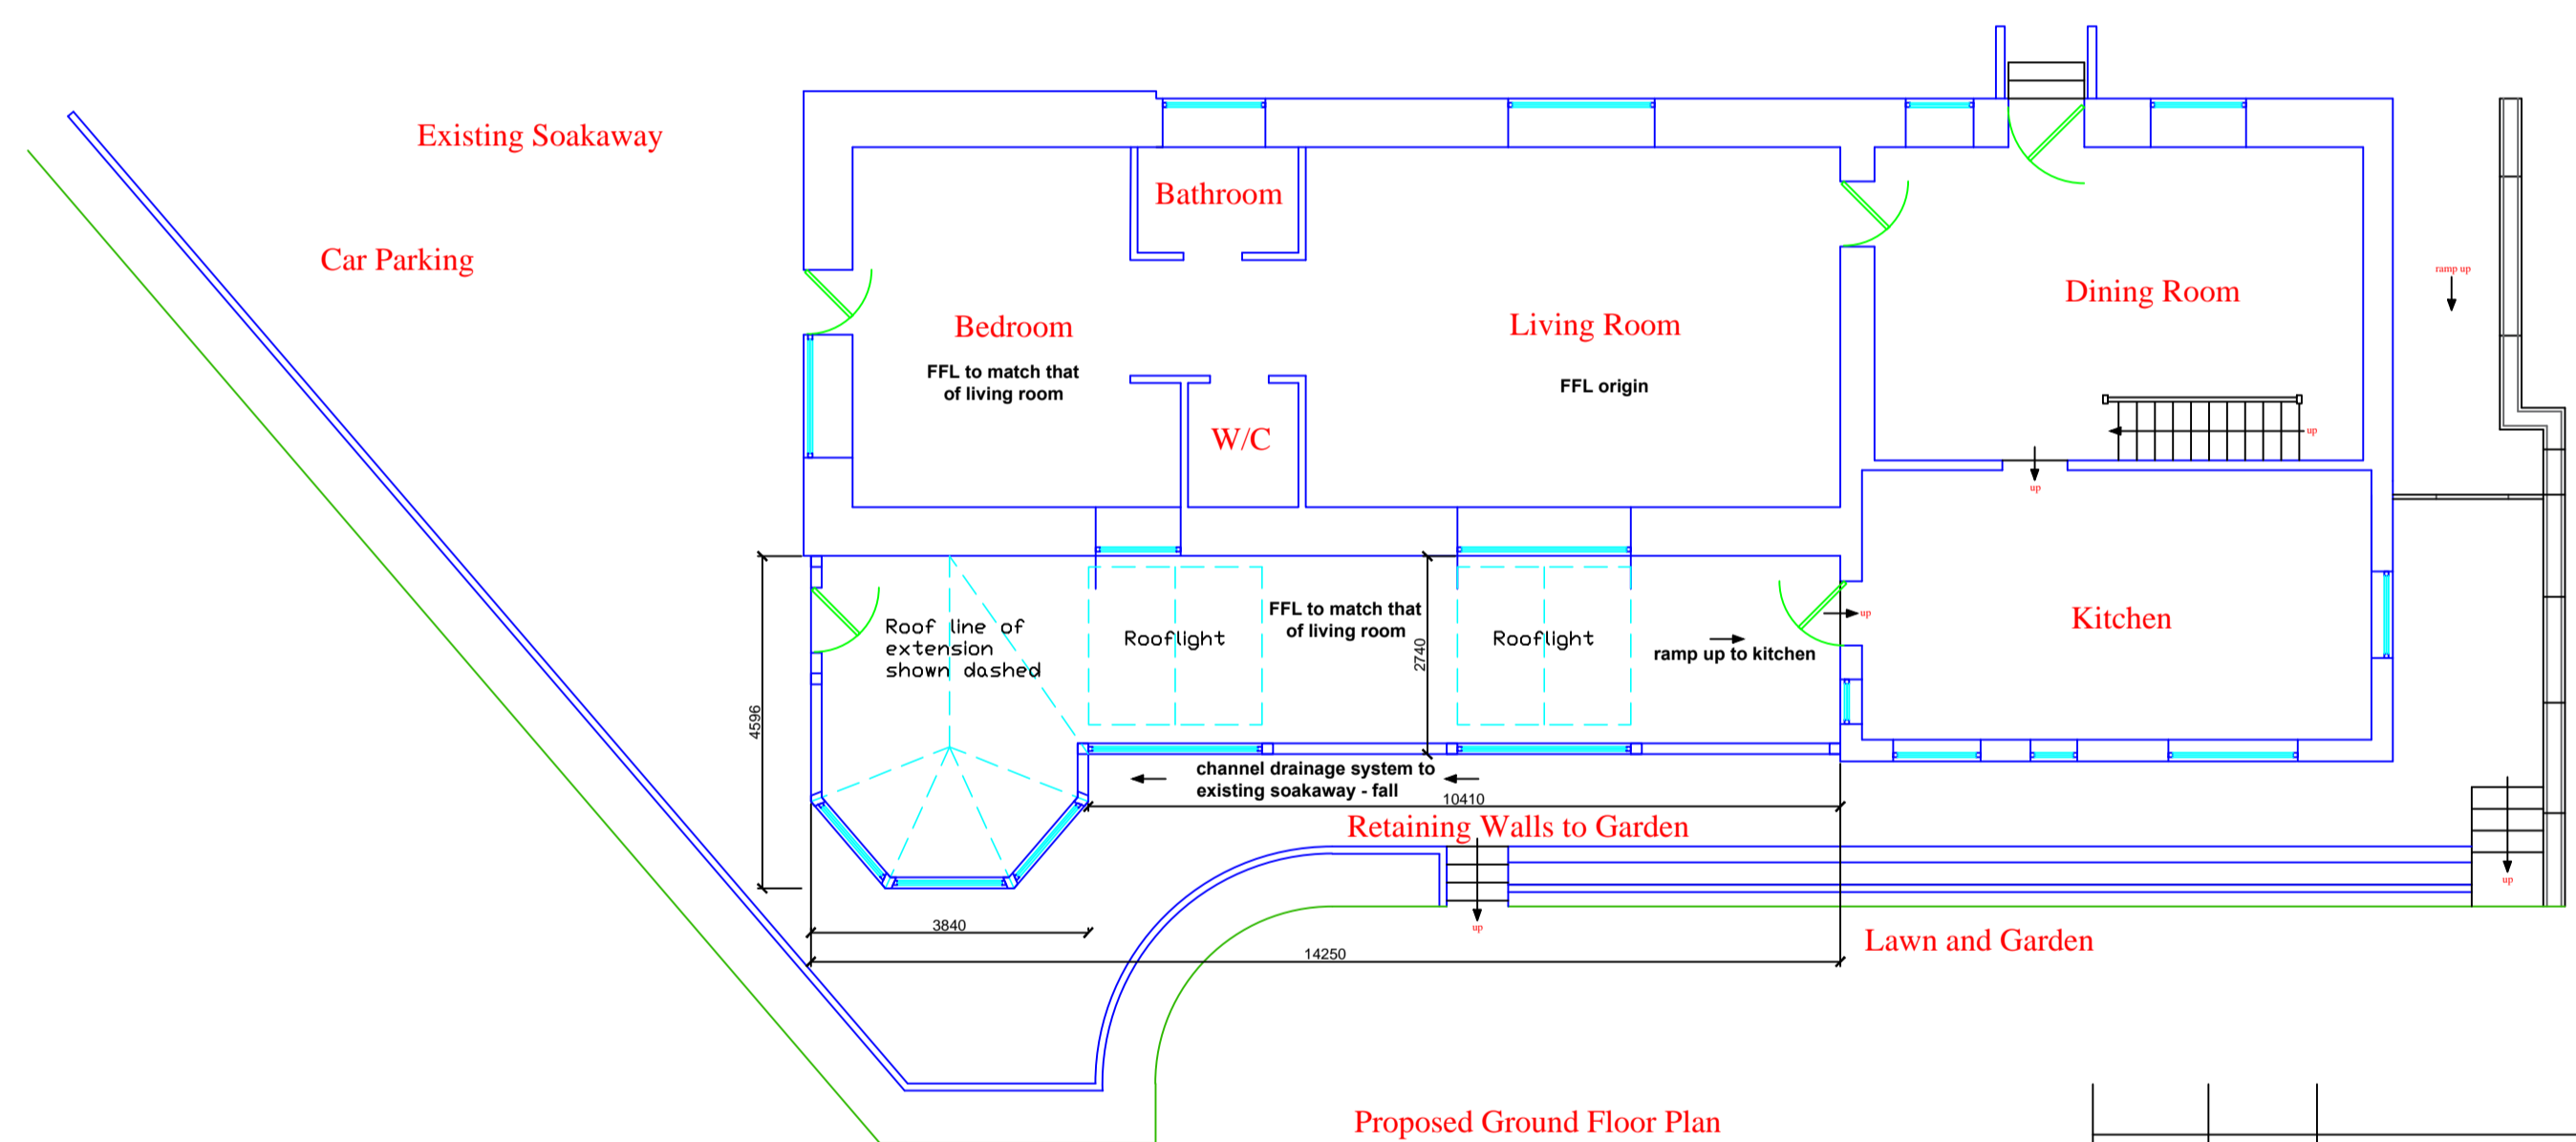 Existing Soakaway
Car Parking
Bathroom
Bedroom
FFL to match that
of living room
Living Room
FFL origin
W/C
Dining Room
ramp up
up
up
Roof line of
extension
shown dashed
Rooflight
FFL to match that
of living room
Rooflight
ramp up to kitchen
up
Kitchen
4596
2740
channel drainage system to
existing soakaway - fall
10410
Retaining Walls to Garden
3840
14250
up
up
Lawn and Garden
Proposed Ground Floor Plan